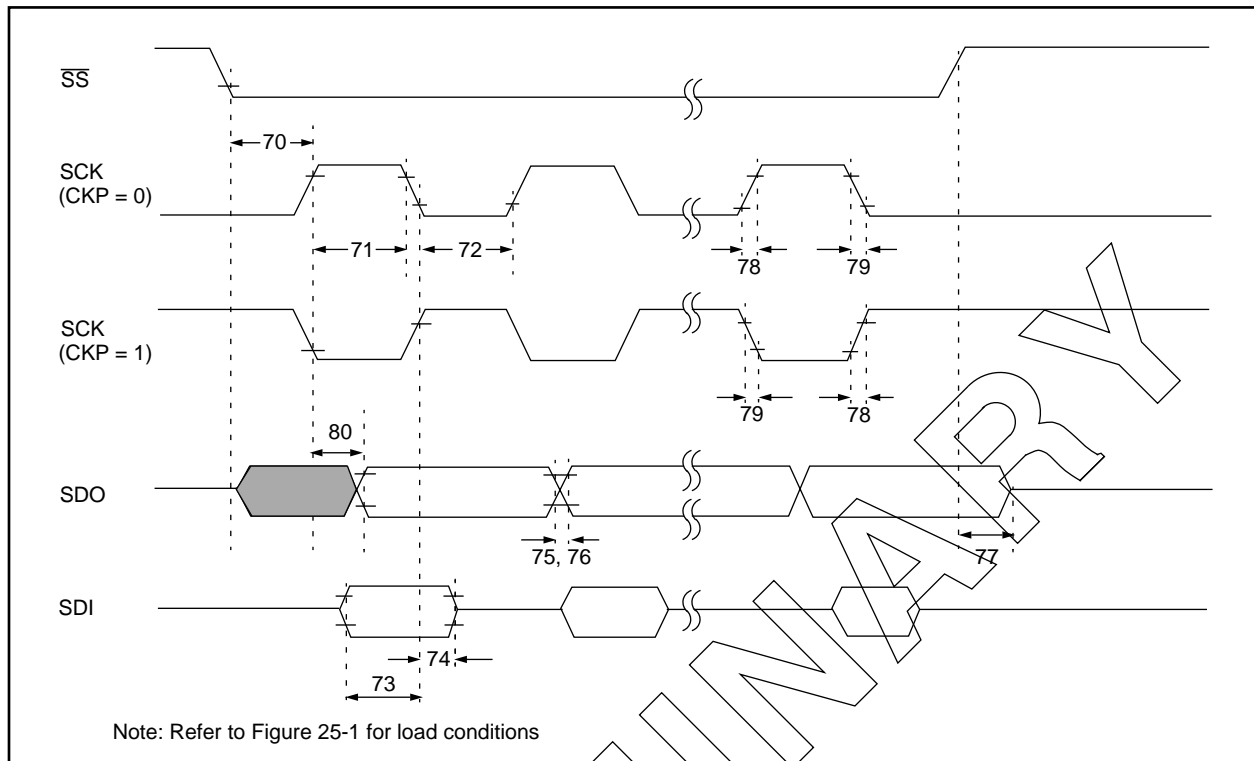 SS
70
SCK
(CKP = 0)
71
72
78
79
SCK
(CKP = 1)
79
78
80
SDO
75, 76
77
SDI
74
73
Note: Refer to Figure 25-1 for load conditions
INARY